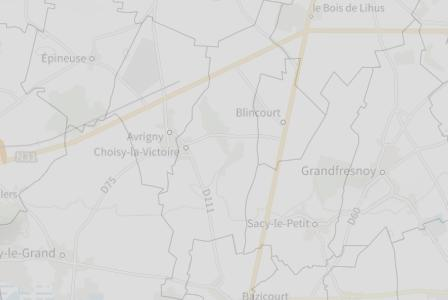 le Bois de Lihus
Épineuse
Blincourt
Avrigny
Choisy-la-Victoire
N31
Grandfresnoy
D75
D111
D60
lers
Sacy-le-Petit
y-le-Grand
Bazicourt